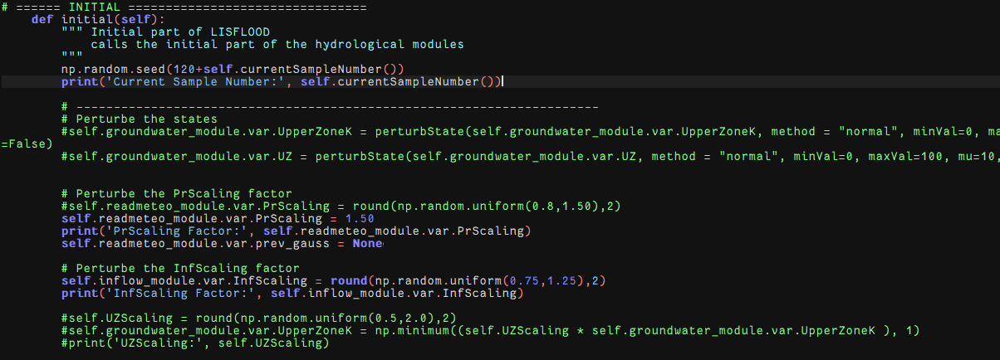 # ====== INITIAL ================================
    def initial(self):
        """ Initial part of LISFLOOD
            calls the initial part of the hydrological modules
        """
        np.random.seed(120+self.currentSampleNumber())
        print('Current Sample Number:', self.currentSampleNumber())

        # ----------------------------------------------------------------------
        # Perturbe the states
        #self.groundwater_module.var.UpperZoneK = perturbState(self.groundwater_module.var.UpperZoneK, method = "normal", minVal=0, ma
=False)
        #self.groundwater_module.var.UZ = perturbState(self.groundwater_module.var.UZ, method = "normal", minVal=0, maxVal=100, mu=10,

        # Perturbe the PrScaling factor
        #self.readmeteo_module.var.PrScaling = round(np.random.uniform(0.8,1.50),2)
        self.readmeteo_module.var.PrScaling = 1.50
        print('PrScaling Factor:', self.readmeteo_module.var.PrScaling)
        self.readmeteo_module.var.prev_gauss = None

        # Perturbe the InfScaling factor
        self.inflow_module.var.InfScaling = round(np.random.uniform(0.75,1.25),2)
        print('InfScaling Factor:', self.inflow_module.var.InfScaling)

        #self.UZScaling = round(np.random.uniform(0.5,2.0),2)
        #self.groundwater_module.var.UpperZoneK = np.minimum((self.UZScaling * self.groundwater_module.var.UpperZoneK ), 1)
        #print('UZScaling:', self.UZScaling)